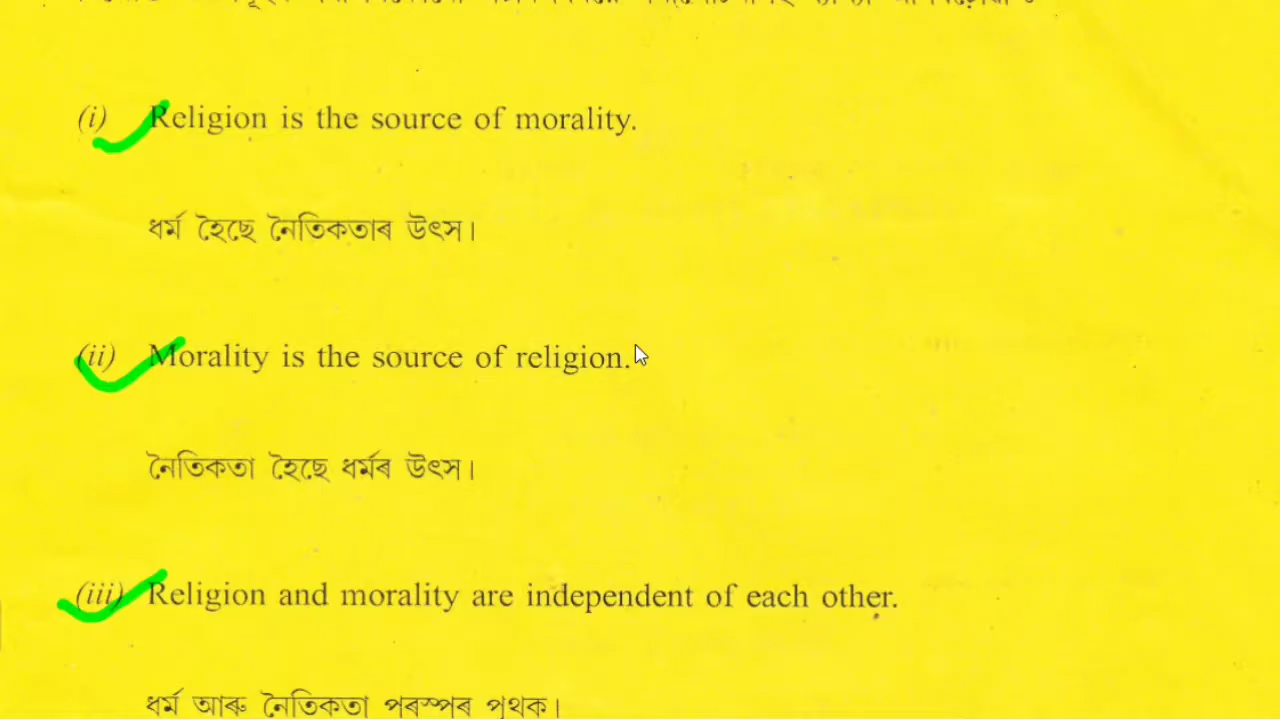 (i) Religion is the source of morality.
ধৰ্ম হৈছে নৈতিকতাৰ উৎস।
(ii) Morality is the source of religion.
নৈতিকতা হৈছে ধৰ্মৰ উৎস।
(iii) Religion and morality are independent of each other.
ধৰ্ম আৰু নৈতিকতা পৰস্পৰ পৃথক।